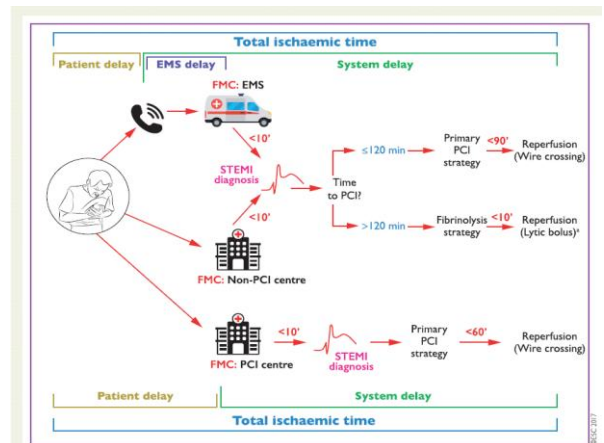 Total ischaemic time
Patient delay
EMS delay
System delay
FMC: EMS
<10'
STEMI
diagnosis
<10'
FMC: Non-PCI centre
Time
to PCI?
≤120 min
Primary
PCI
strategy
<90'
Reperfusion
(Wire crossing)
>120 min
Fibrinolysis
strategy
<10'
Reperfusion
(Lytic bolus)ª
FMC: PCI centre
<10'
STEMI
diagnosis
Primary
PCI
strategy
<60'
Reperfusion
(Wire crossing)
Patient delay
System delay
Total ischaemic time
©ESC 2017